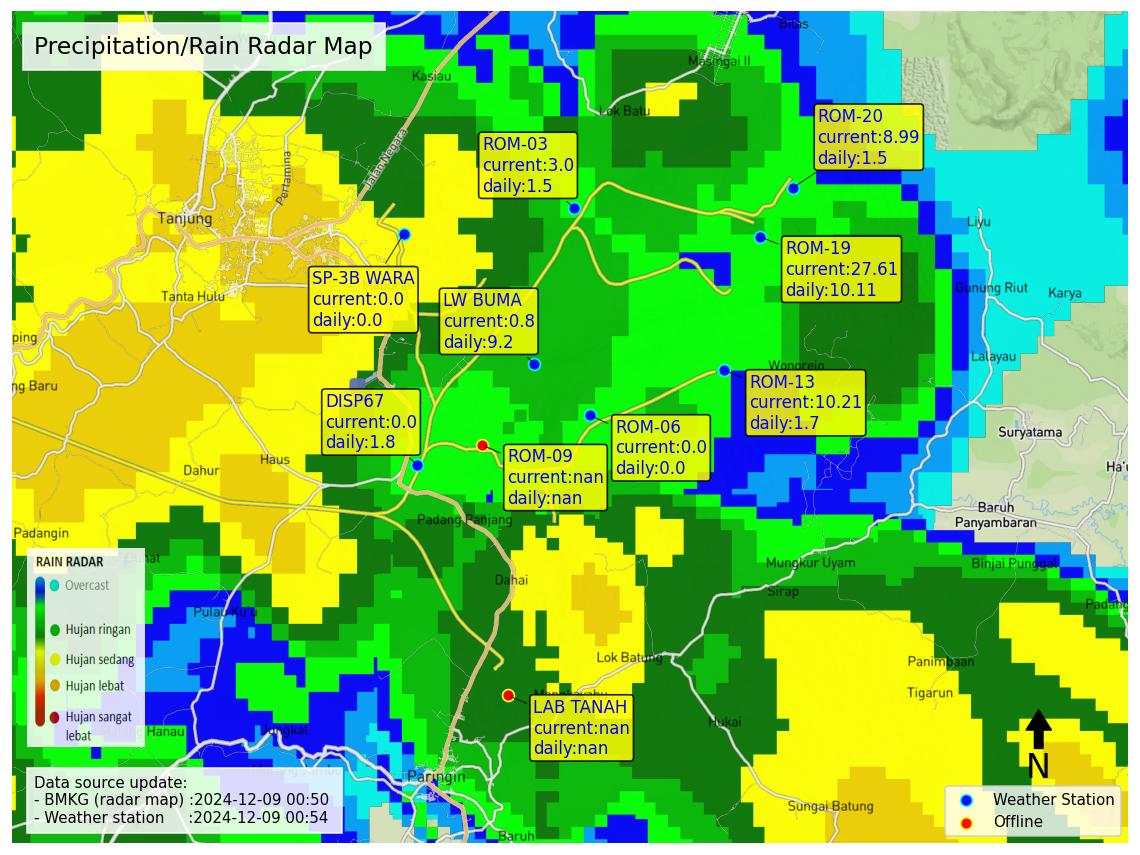 Precipitation/Rain Radar Map
Bitas
Kasiau
Masingai II
Lok Batu
Jalan Negara
Pertamina
ROM-20
current:8.99
daily:1.5
ROM-03
current:3.0
daily:1.5
Tanjung
Liyu
ROM-19
current:27.61
daily:10.11
SP-3B WARA
current:0.0
daily:0.0
Tanta Hulu
LW BUMA
current:0.8
daily:9.2
Gunung Riut
Karya
ping
Lalayau
ng Baru
Wonorejo
ROM-13
current:10.21
daily:1.7
DISP67
current:0.0
daily:1.8
ROM-06
current:0.0
daily:0.0
Suryatama
Haus
Dahur
ROM-09
current:nan
daily:nan
Ha'u
Baruh
Panyambaran
Padang Panjang
Padangin
Mungkur Uyam
Binjai Punggal
RAIN RADAR
Overcast
Hujan ringan
Hujan sedang
Hujan lebat
Hujan sangat
lebat
Dahai
Sirap
Padang
Pulau Ku'u
Lok Batung
Panimbaan
Tigarun
LAB TANAH
current:nan
daily:nan
Hukai
Hanau
Jungkal
N
Paringin
Data source update:
- BMKG (radar map) :2024-12-09 00:50
- Weather station :2024-12-09 00:54
Sungai Batung
Baruh
Weather Station
Offline